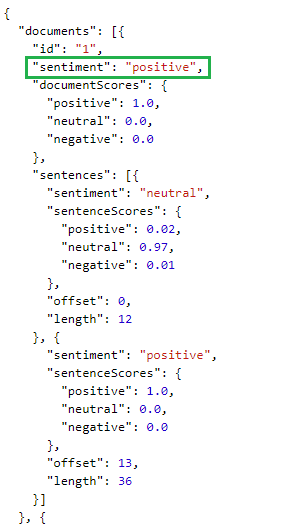 {
  "documents": [{
    "id": "1",
    "sentiment": "positive",
    "documentScores": {
      "positive": 1.0,
      "neutral": 0.0,
      "negative": 0.0
    },
    "sentences": [{
      "sentiment": "neutral",
      "sentenceScores": {
        "positive": 0.02,
        "neutral": 0.97,
        "negative": 0.01
      },
      "offset": 0,
      "length": 12
    }, {
      "sentiment": "positive",
      "sentenceScores": {
        "positive": 1.0,
        "neutral": 0.0,
        "negative": 0.0
      },
      "offset": 13,
      "length": 36
    }]
  }, {